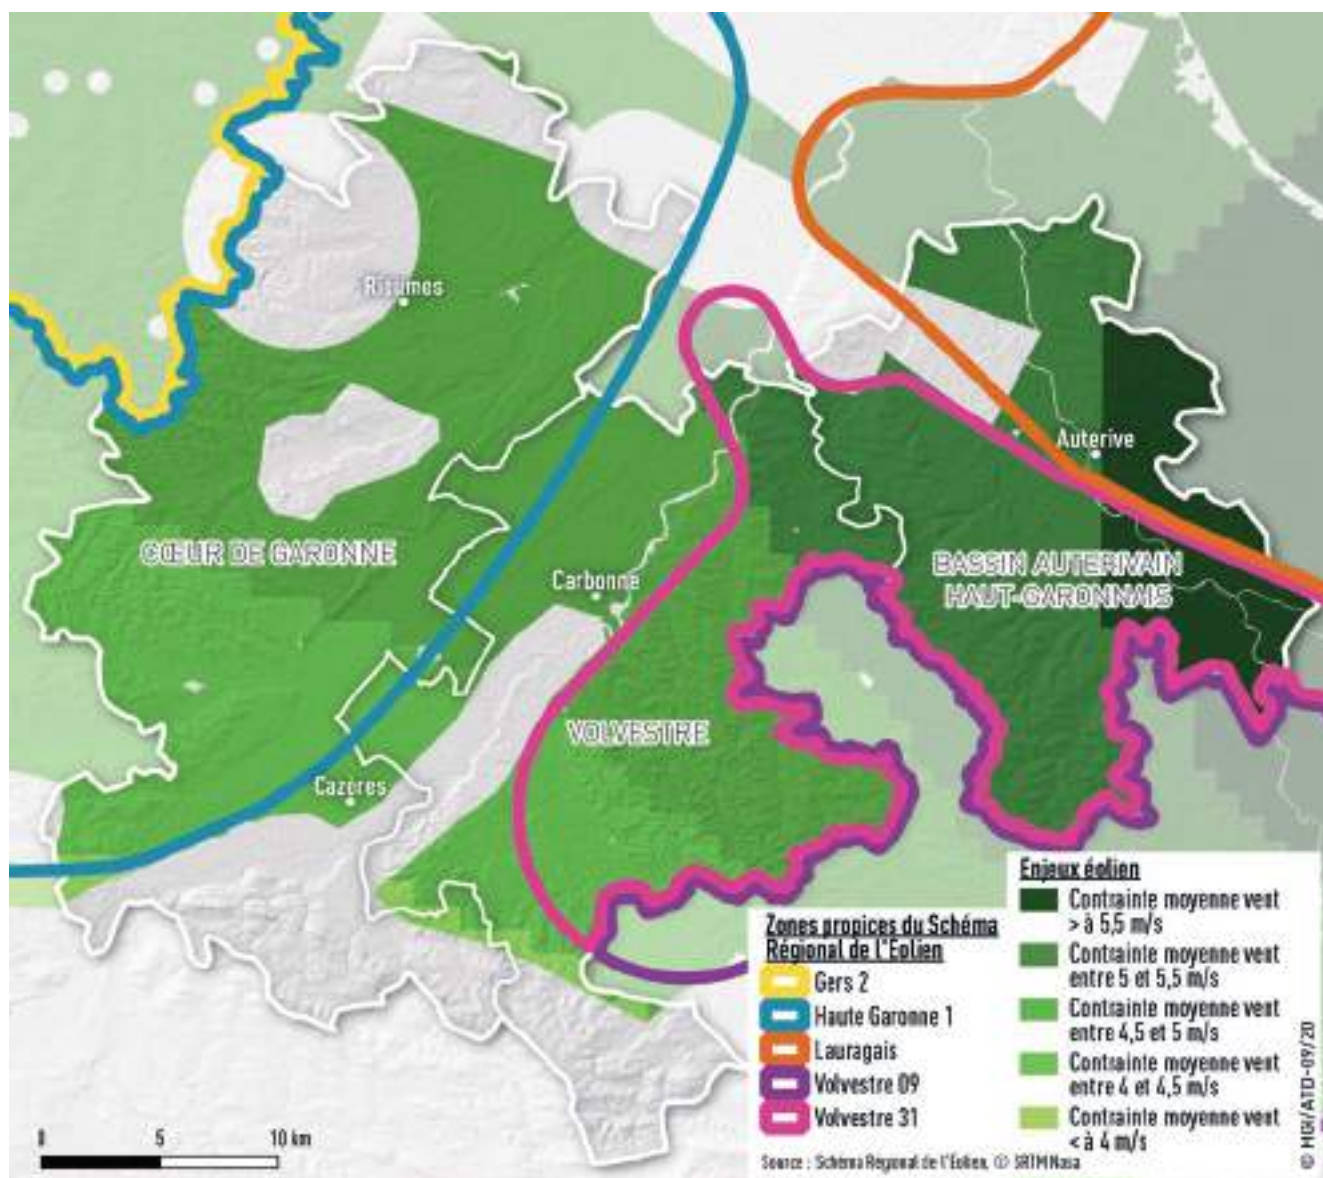 Rieumes
Auterive
CŒUR DE GARONNE
BASSIN AUTERIVAIN
HAUT-GARONNAIS
Carbonne
VOLVESTRE
Cazères
Enjeux éolien
Contrainte moyenne vent
> à 5,5 m/s
Contrainte moyenne vent
entre 5 et 5,5 m/s
Contrainte moyenne vent
entre 4,5 et 5 m/s
Contrainte moyenne vent
entre 4 et 4,5 m/s
Contrainte moyenne vent
< à 4 m/s
Zones propices du Schéma
Régional de l'Eolien
Gers 2
Haute Garonne 1
Lauragais
Volvestre 09
Volvestre 31
0 5 10 km
Source : Schéma Régional de l'Eolien, © SRTM Nasa
© HGI/ATD-09/20